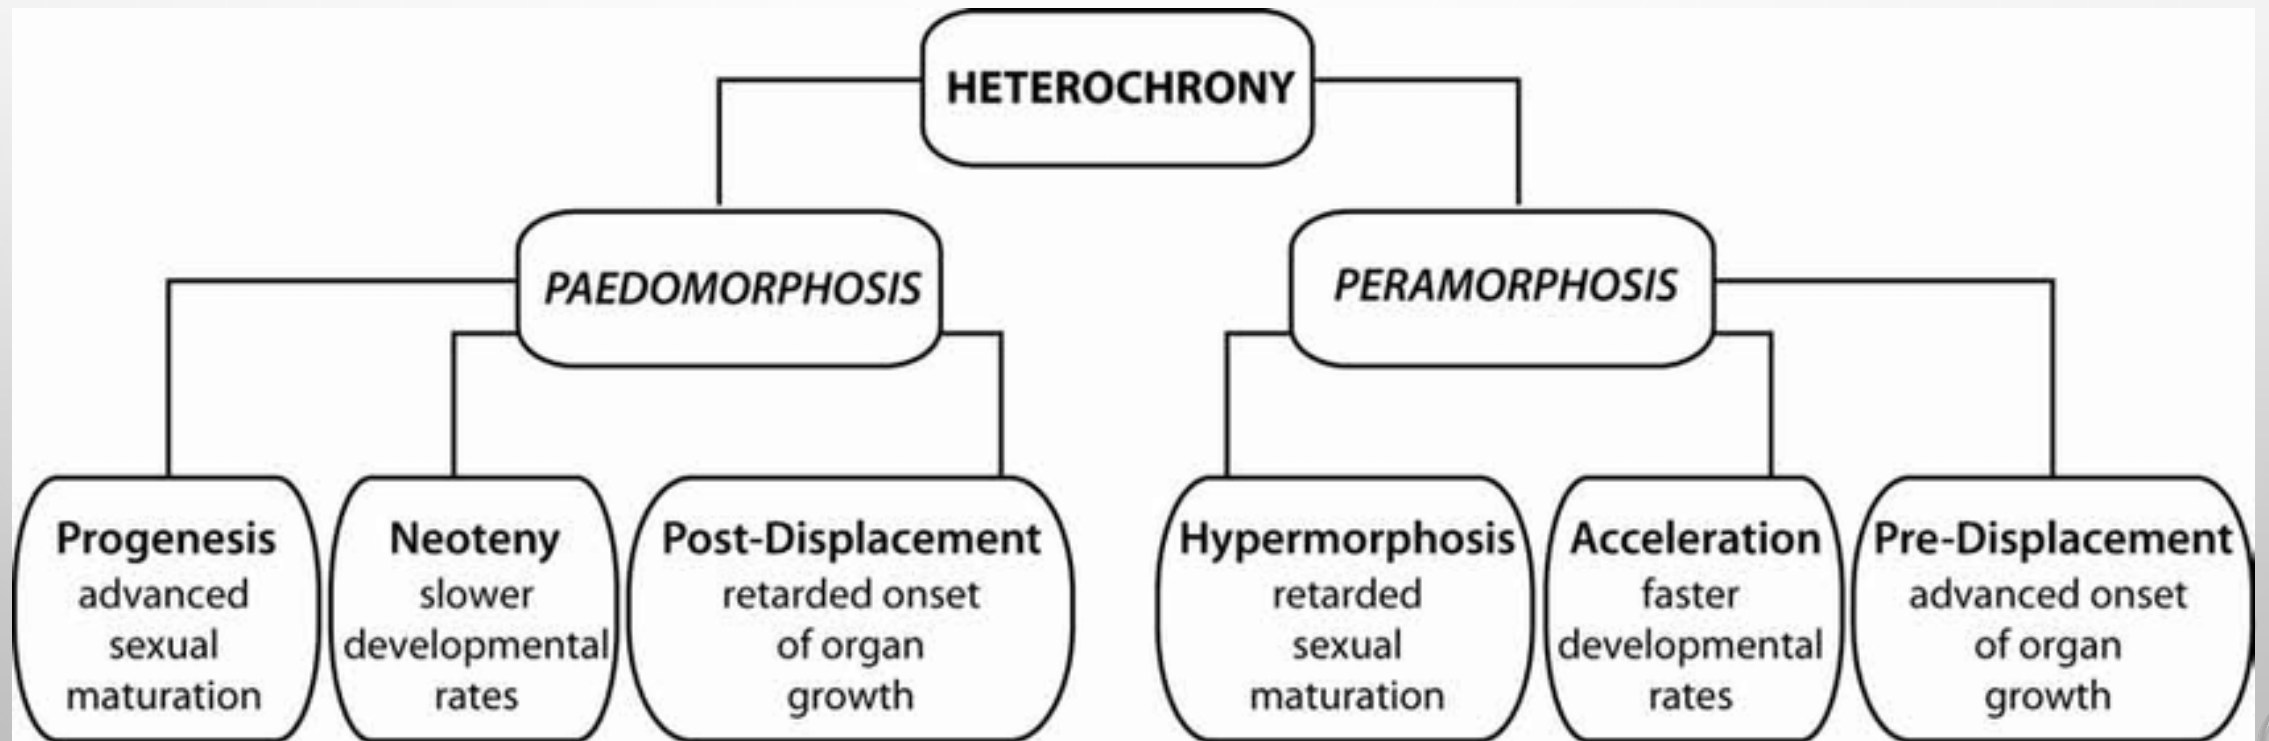 HETEROCHRONY
PAEDOMORPHOSIS
PERAMORPHOSIS
Progenesis
advanced
sexual
maturation
Neoteny
slower
developmental
rates
Post-Displacement
retarded onset
of organ
growth
Hypermorphosis
retarded
sexual
maturation
Acceleration
faster
developmental
rates
Pre-Displacement
advanced onset
of organ
growth